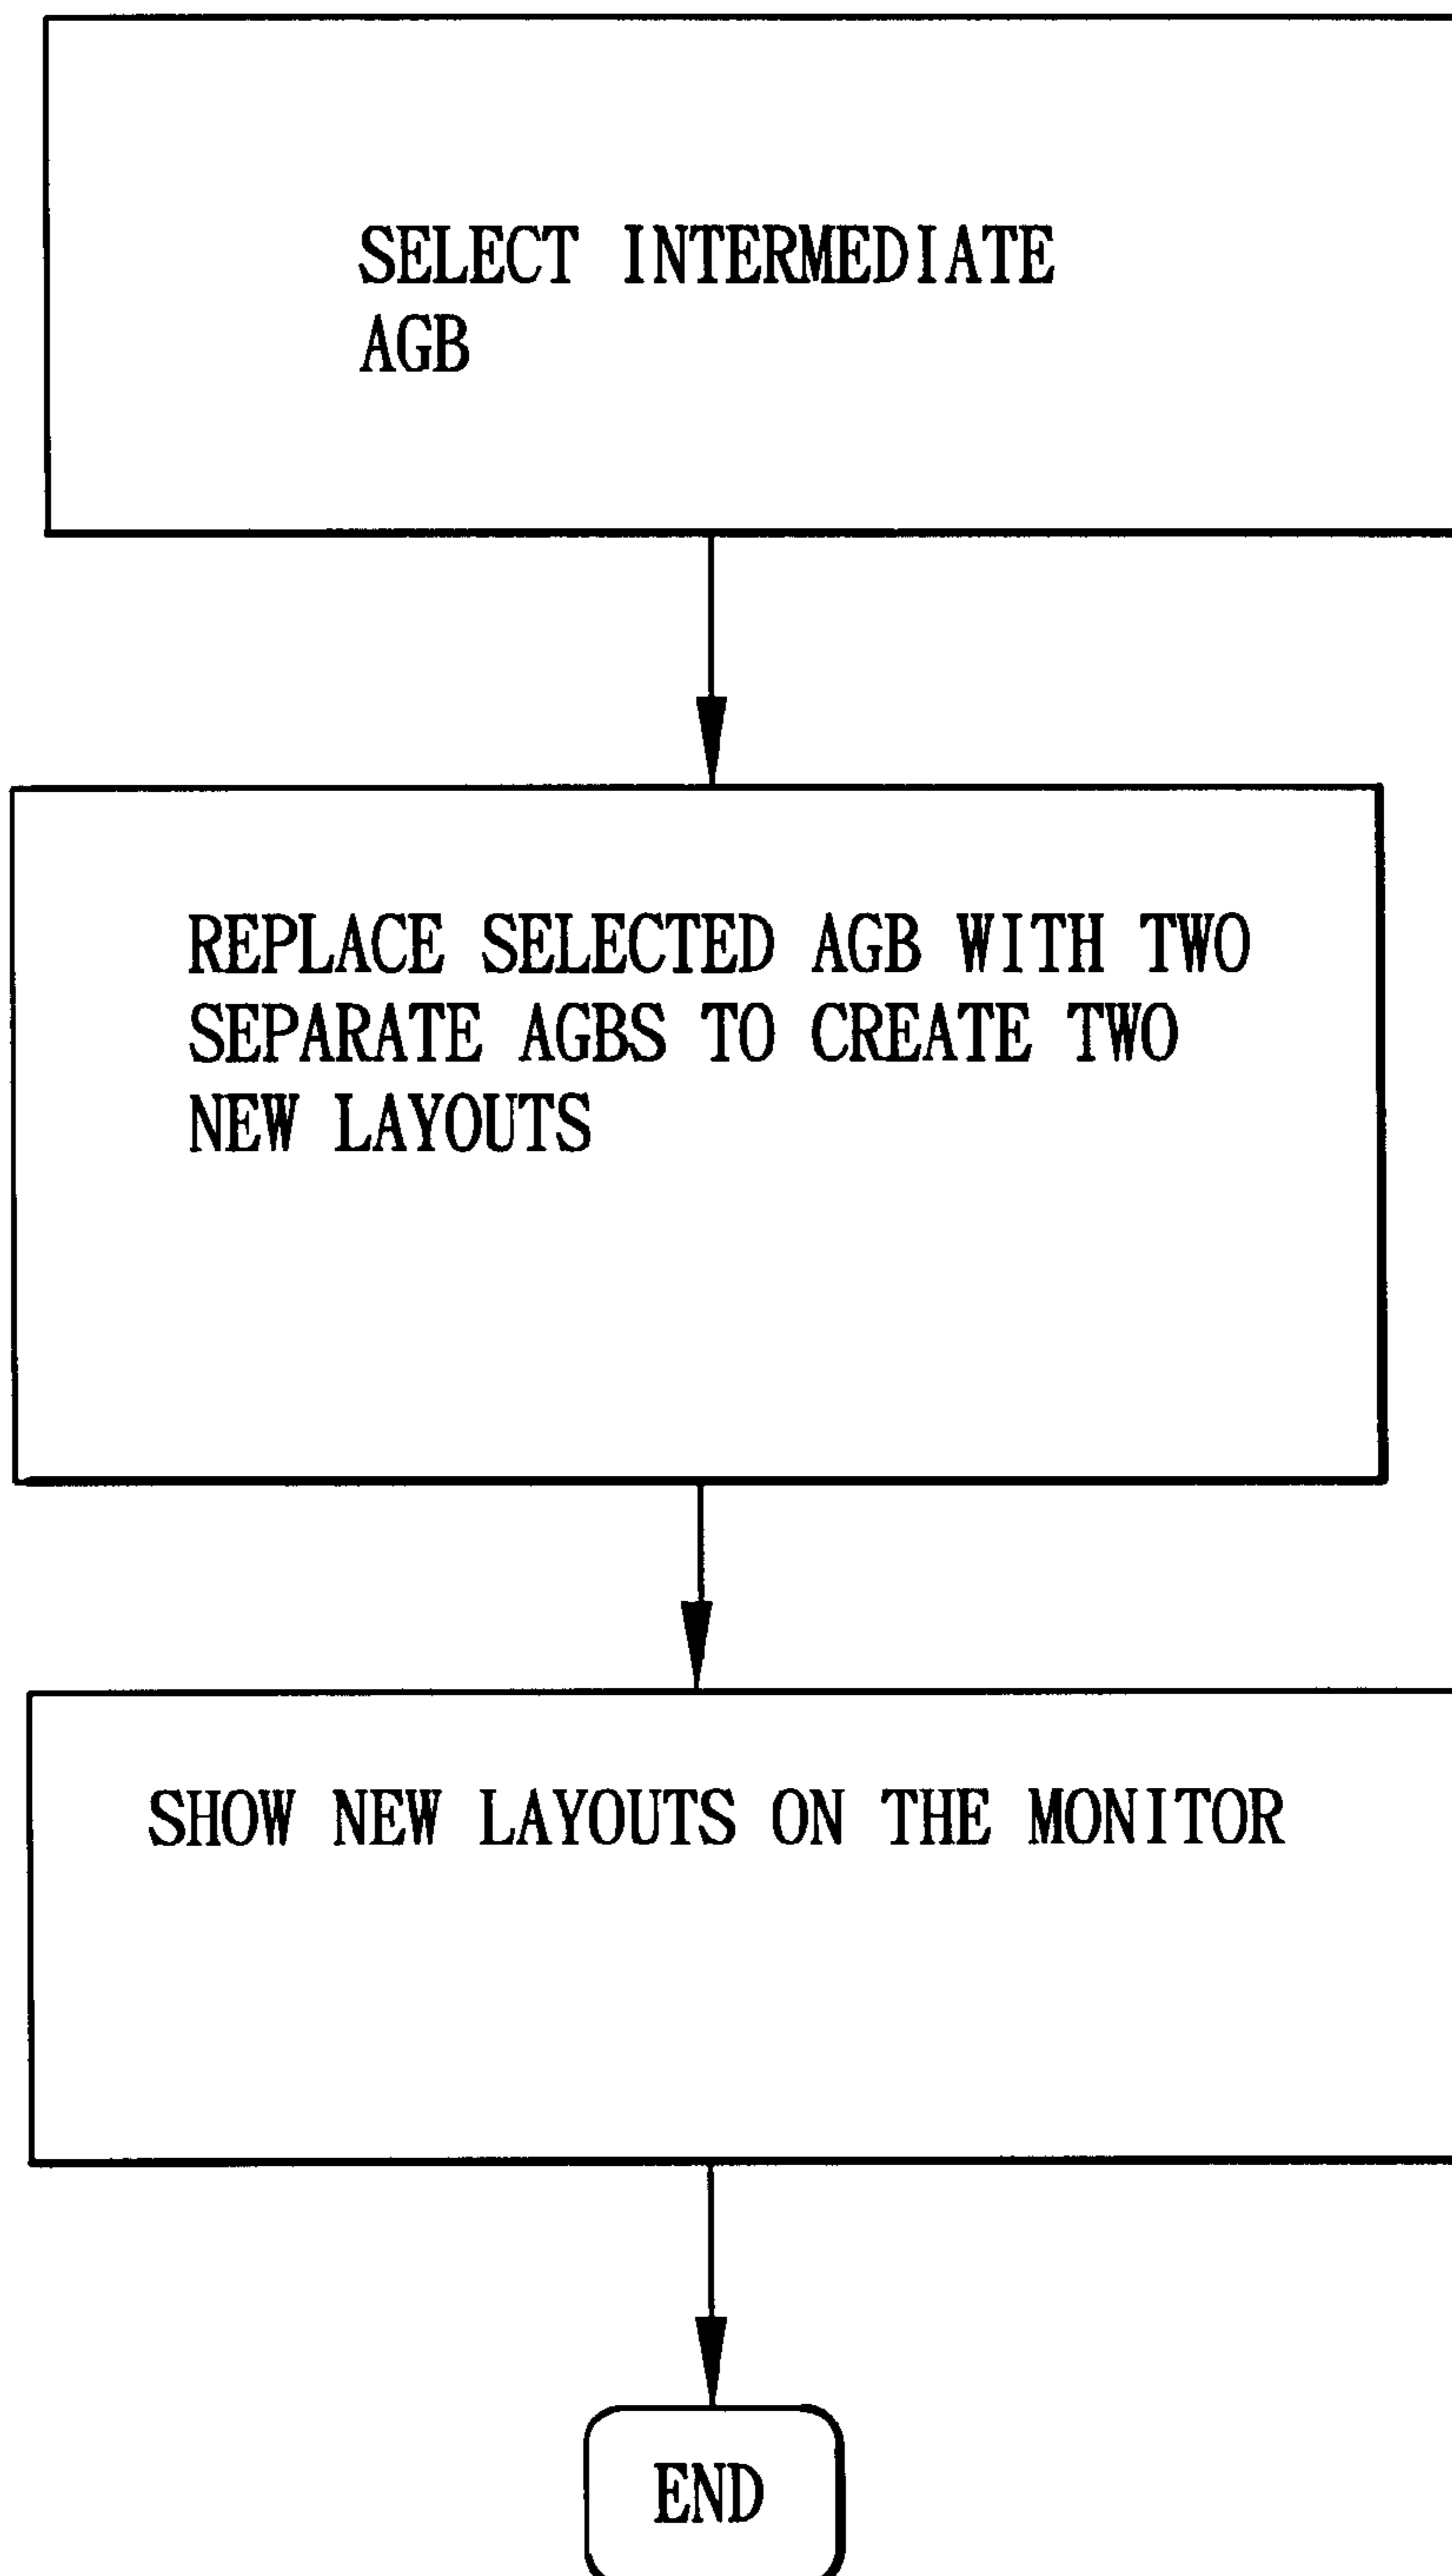 SELECT INTERMEDIATE
AGB
REPLACE SELECTED AGB WITH TWO
SEPARATE AGBS TO CREATE TWO
NEW LAYOUTS
SHOW NEW LAYOUTS ON THE MONITOR
END